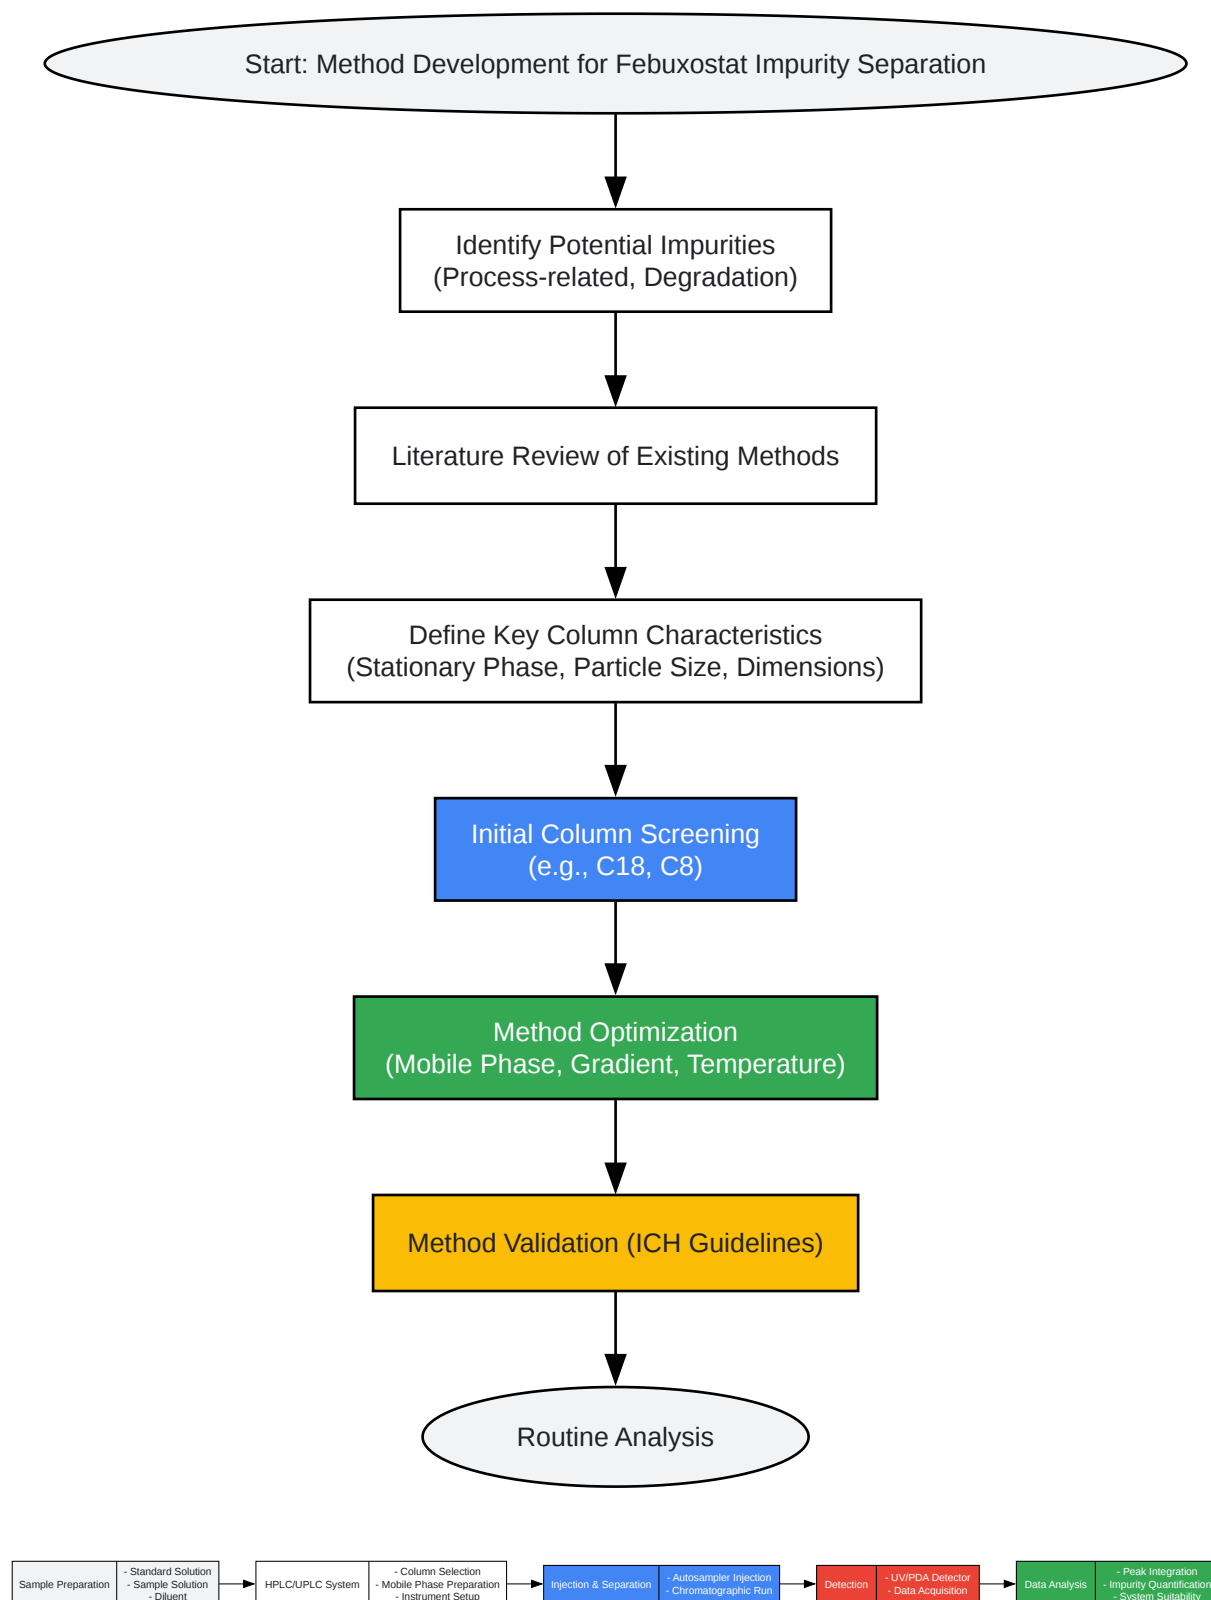 Start: Method Development for Febuxostat Impurity Separation
Identify Potential Impurities
(Process-related, Degradation)
Literature Review of Existing Methods
Define Key Column Characteristics
(Stationary Phase, Particle Size, Dimensions)
Initial Column Screening
(e.g., C18, C8)
Method Optimization
(Mobile Phase, Gradient, Temperature)
Method Validation (ICH Guidelines)
Routine Analysis
Sample Preparation
- Standard Solution
- Sample Solution
- Diluent
HPLC/UPLC System
- Column Selection
- Mobile Phase Preparation
- Instrument Setup
Injection & Separation
- Autosampler Injection
- Chromatographic Run
Detection
- UV/PDA Detector
- Data Acquisition
Data Analysis
- Peak Integration
- Impurity Quantification
- System Suitability